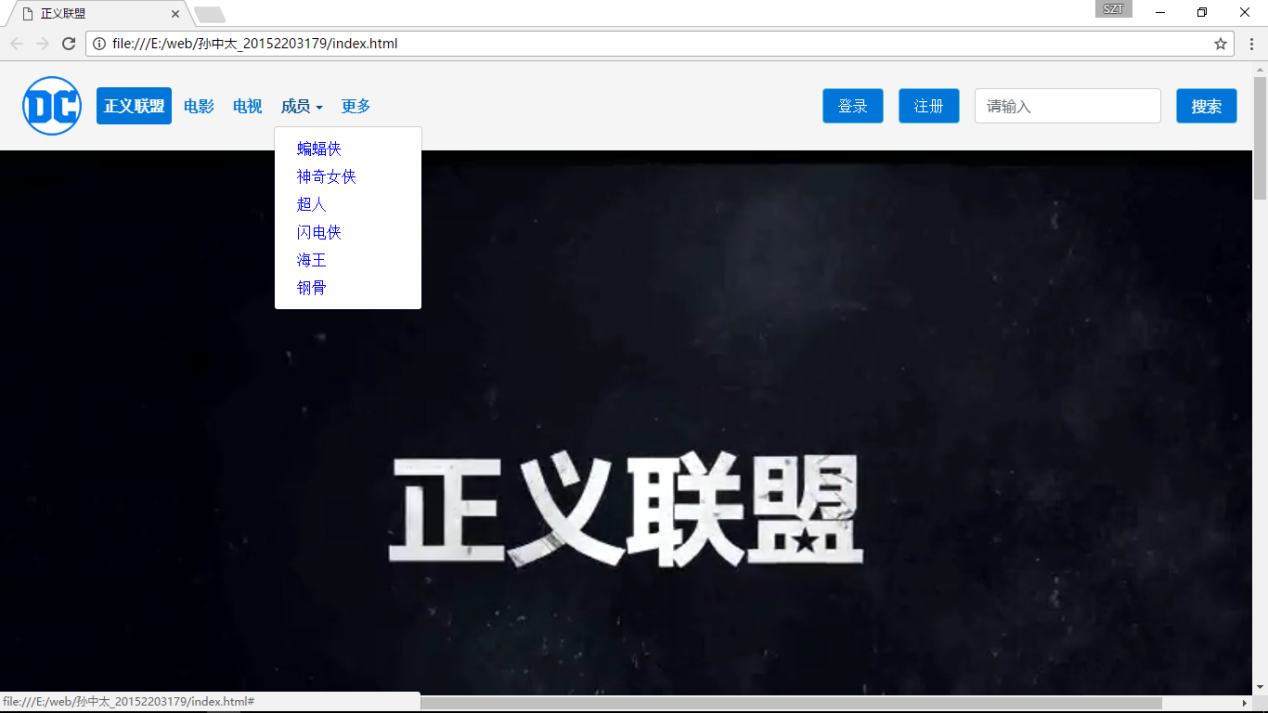 正义联盟
SZT
file:///E:/web/孙中太_20152203179/index.html
DC 正义联盟 电影 电视 成员 更多 登录 注册 请输入 搜索
蝙蝠侠
神奇女侠
超人
闪电侠
海王
钢骨
正义联盟
file:///E:/web/孙中太_20152203179/index.html#